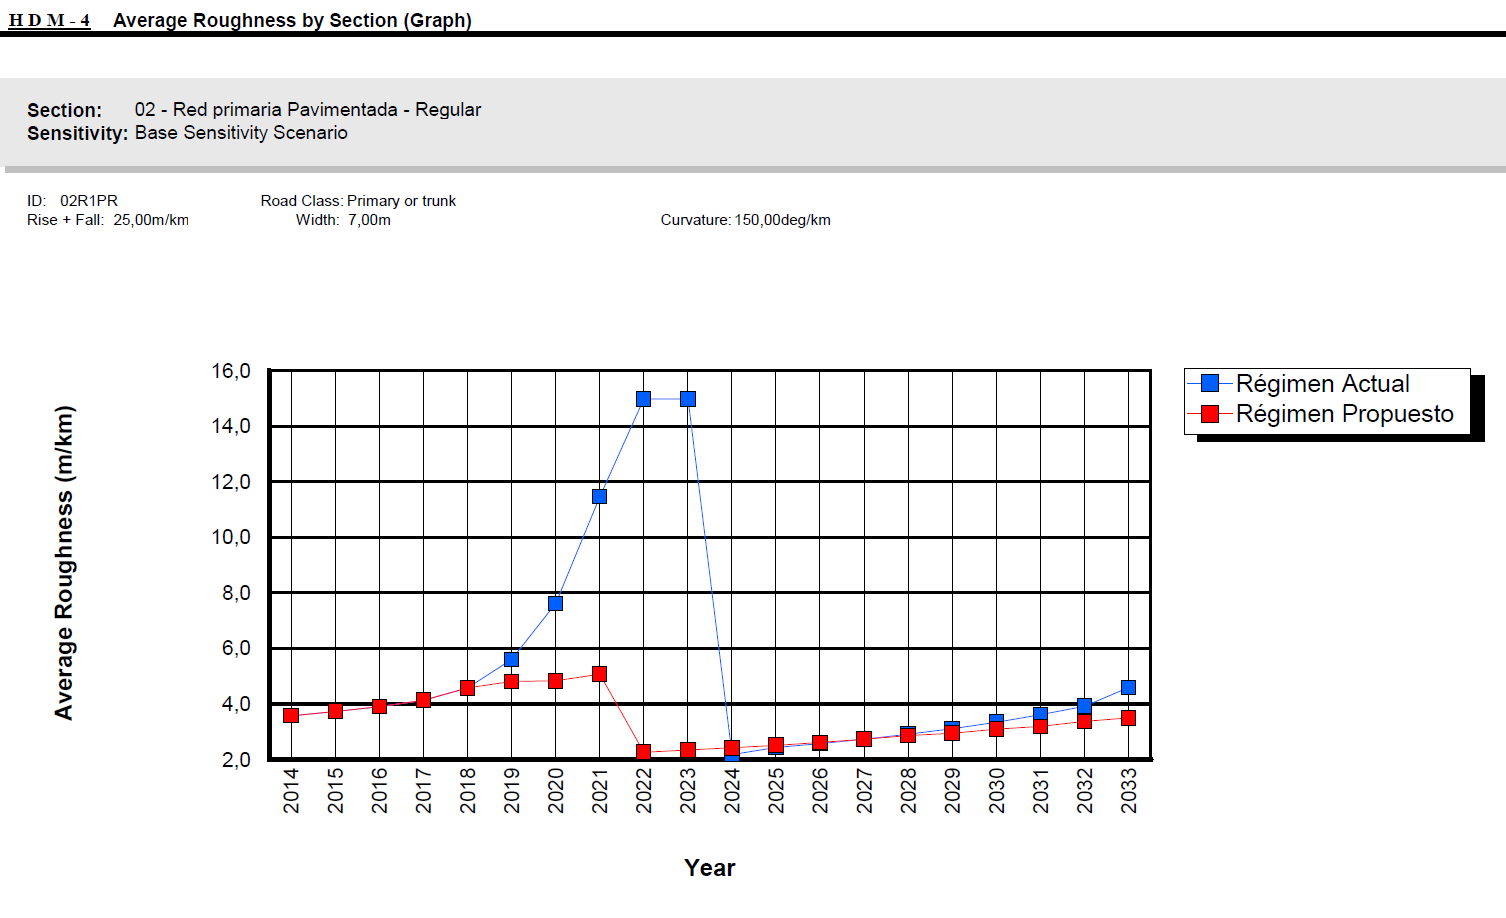 HDM-4 Average Roughness by Section (Graph)
Section: 02 - Red primaria Pavimentada - Regular
Sensitivity: Base Sensitivity Scenario
ID: 02R1PR Road Class: Primary or trunk
Rise + Fall: 25,00m/km Width: 7,00m Curvature: 150,00deg/km
Average Roughness (m/km)
16,0
14,0
12,0
10,0
8,0
6,0
4,0
2,0
2014 2015 2016 2017 2018 2019 2020 2021 2022 2023 2024 2025 2026 2027 2028 2029 2030 2031 2032 2033
Year
Régimen Actual
Régimen Propuesto